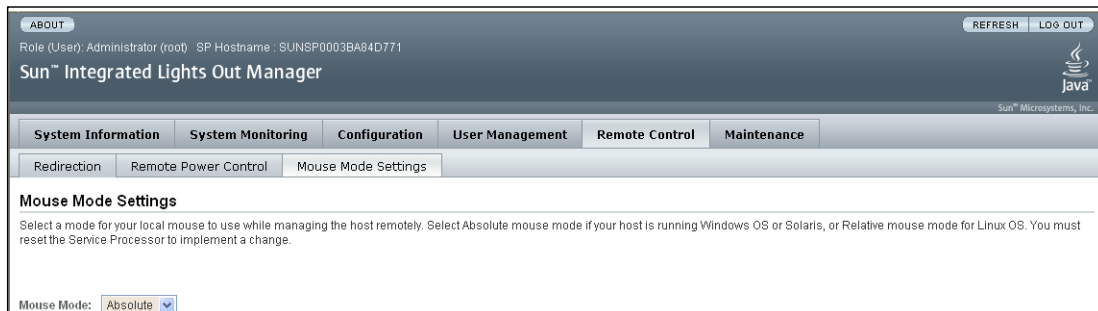 ABOUT
REFRESH LOG OUT
Role (User): Administrator (root) SP Hostname : SUNSP0003BA84D771
Sun™ Integrated Lights Out Manager
Java™
Sun™ Microsystems, Inc.
System Information System Monitoring Configuration User Management Remote Control Maintenance
Redirection Remote Power Control Mouse Mode Settings
Mouse Mode Settings
Select a mode for your local mouse to use while managing the host remotely. Select Absolute mouse mode if your host is running Windows OS or Solaris, or Relative mouse mode for Linux OS. You must
reset the Service Processor to implement a change.
Mouse Mode: Absolute